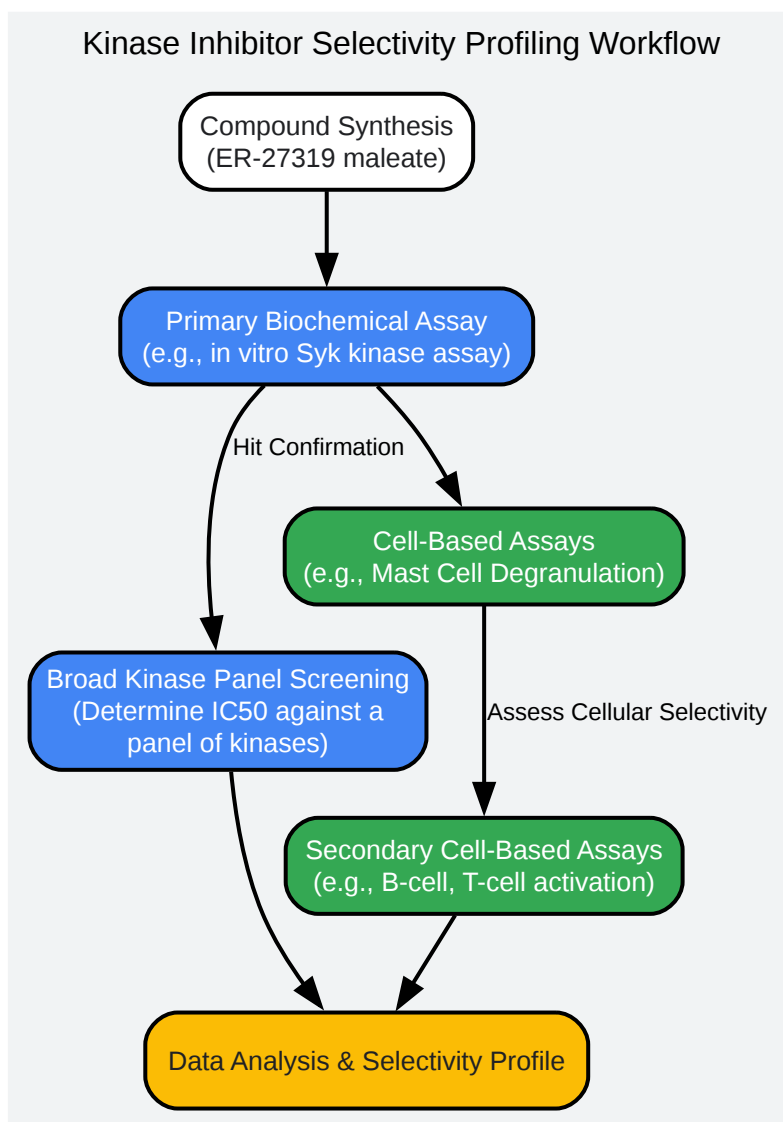 Kinase Inhibitor Selectivity Profiling Workflow
Compound Synthesis
(ER-27319 maleate)
Primary Biochemical Assay
(e.g., in vitro Syk kinase assay)
Hit Confirmation
Cell-Based Assays
(e.g., Mast Cell Degranulation)
Broad Kinase Panel Screening
(Determine IC50 against a
panel of kinases)
Assess Cellular Selectivity
Secondary Cell-Based Assays
(e.g., B-cell, T-cell activation)
Data Analysis & Selectivity Profile